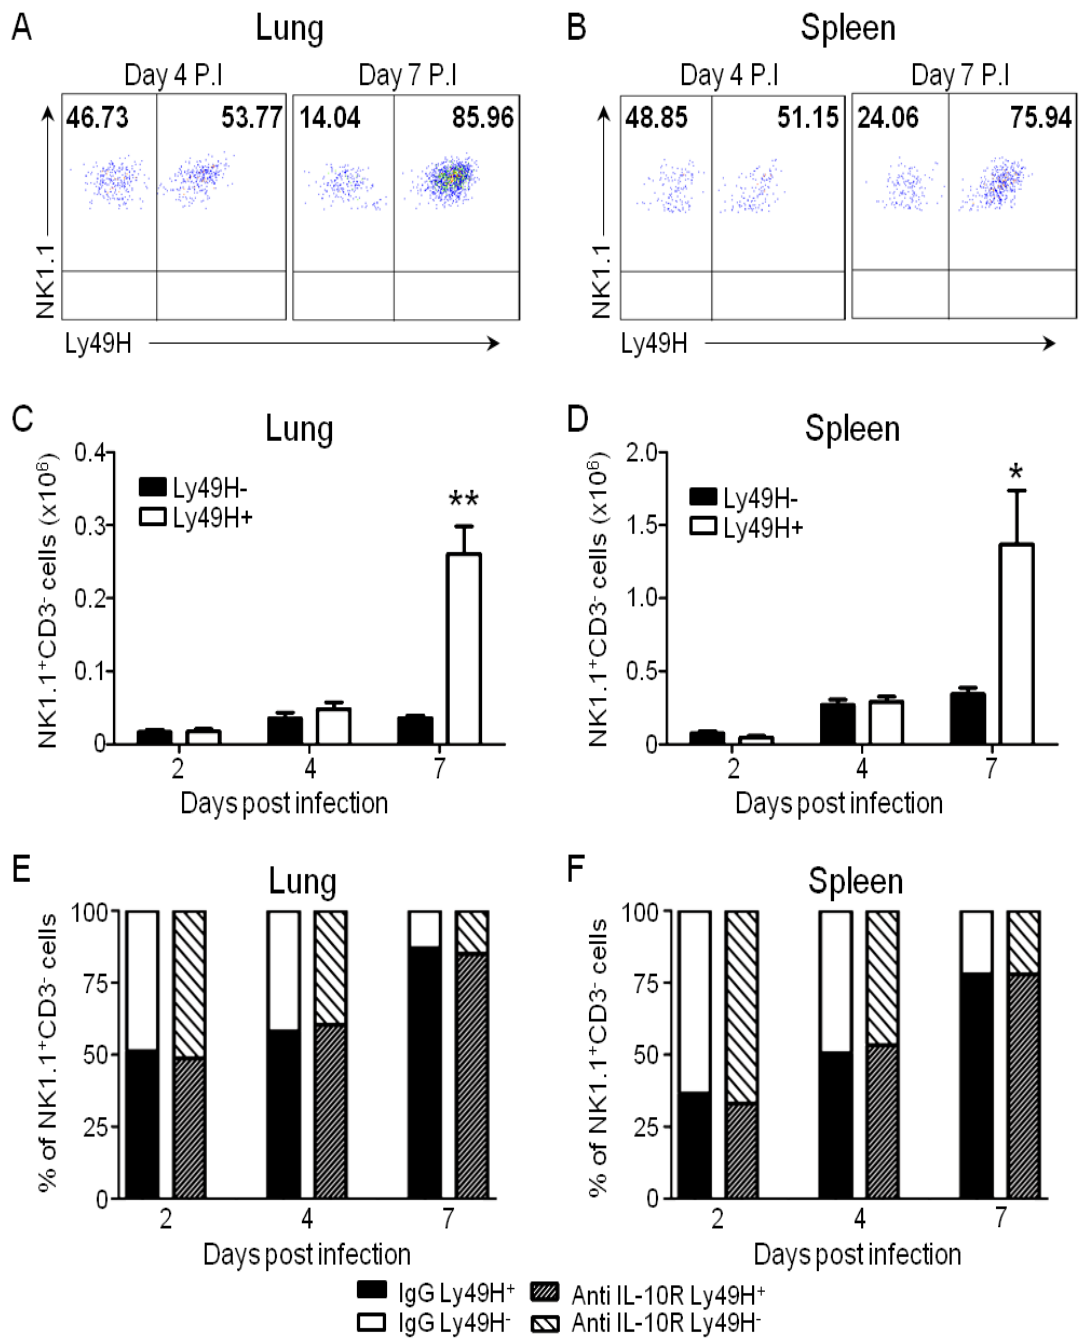 A Lung
Day 4 P.I Day 7 P.I
46.73 53.77 14.04 85.96
NK1.1
Ly49H
B Spleen
Day 4 P.I Day 7 P.I
48.85 51.15 24.06 75.94
NK1.1
Ly49H
C Lung
NK1.1⁺CD3⁻ cells (x10⁶)
0.4
0.3
0.2
0.1
0
Ly49H-
Ly49H+
**
2 4 7
Days post infection
D Spleen
NK1.1⁺CD3⁻ cells (x10⁶)
2.0
1.5
1.0
0.5
0
Ly49H-
Ly49H+
*
2 4 7
Days post infection
E Lung
% of NK1.1⁺CD3⁻ cells
100
75
50
25
0
2 4 7
Days post infection
F Spleen
% of NK1.1⁺CD3⁻ cells
100
75
50
25
0
2 4 7
Days post infection
IgG Ly49H⁺ Anti IL-10R Ly49H⁺
IgG Ly49H⁻ Anti IL-10R Ly49H⁻